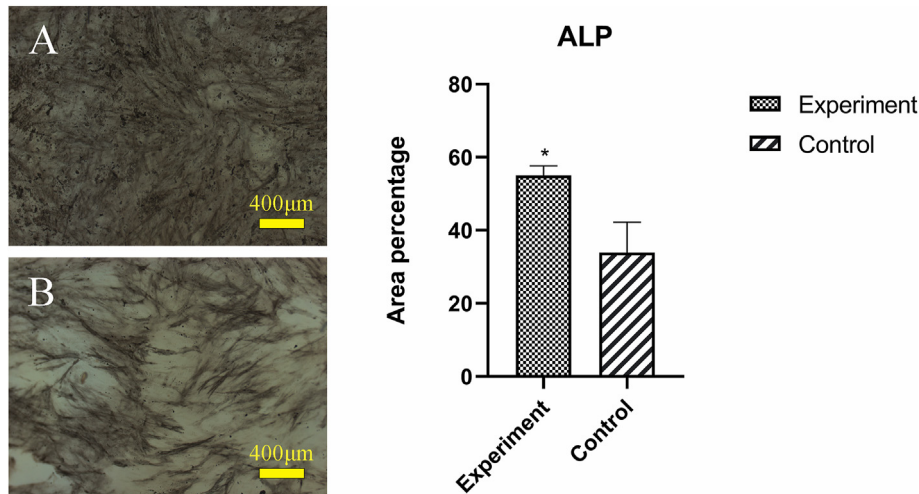 A
400μm
B
400μm
ALP
Area percentage
80
60
40
20
0
*
Experiment
Control
Experiment
Control